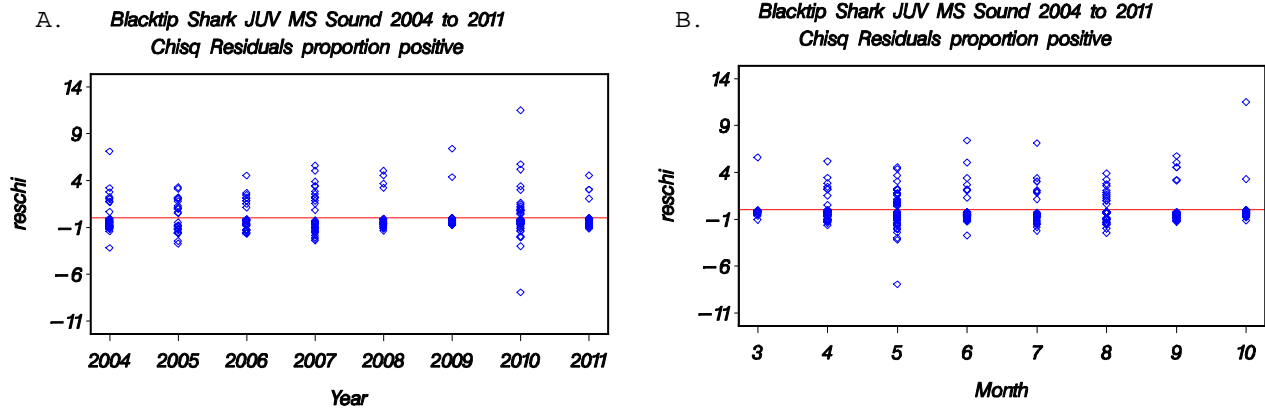 A.
Blacktip Shark JUV MS Sound 2004 to 2011
Chisq Residuals proportion positive
14
9
4
−1
−6
−11
reschi
2004 2005 2006 2007 2008 2009 2010 2011
Year
B.
Blacktip Shark JUV MS Sound 2004 to 2011
Chisq Residuals proportion positive
14
9
4
−1
−6
−11
reschi
3 4 5 6 7 8 9 10
Month